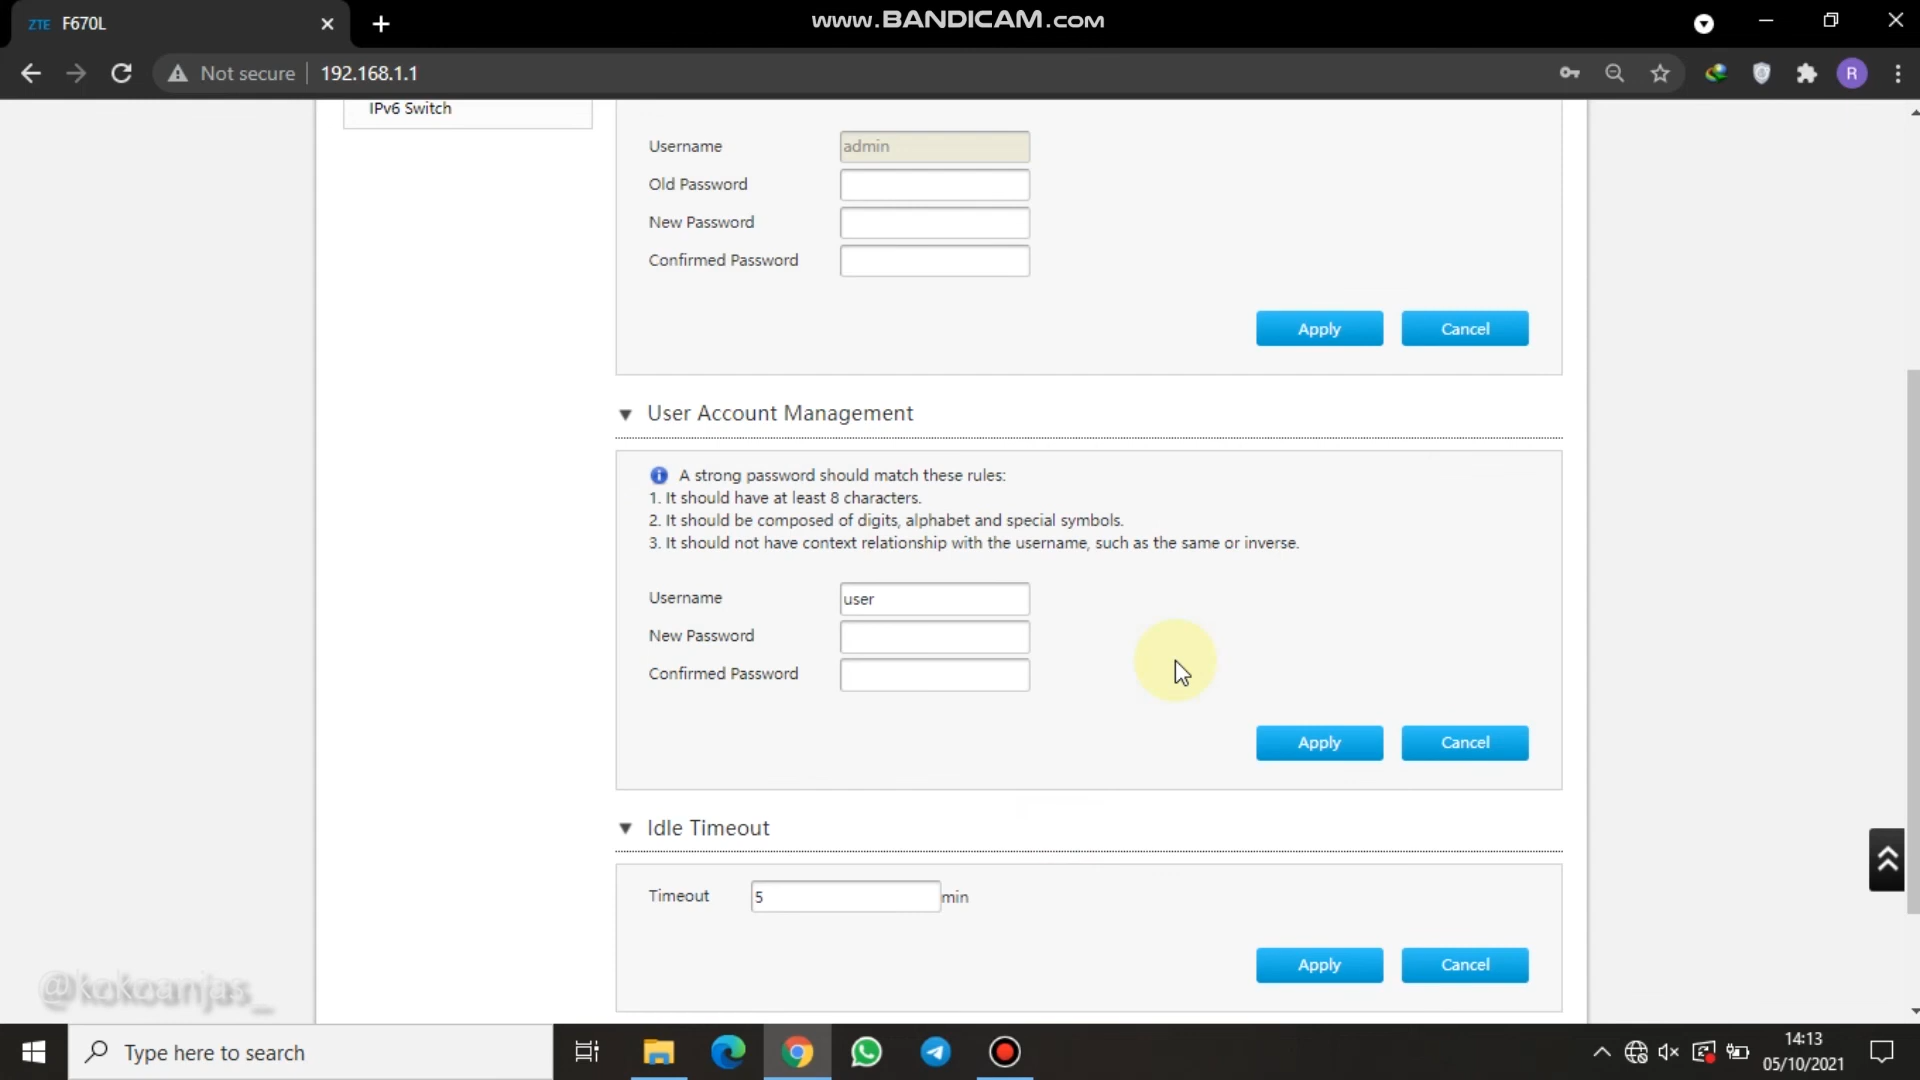 ZTE F670L
www.BANDICAM.com
Not secure 192.168.1.1
R
IPv6 Switch
Username admin
Old Password
New Password
Confirmed Password
Apply Cancel
User Account Management
A strong password should match these rules:
1. It should have at least 8 characters.
2. It should be composed of digits, alphabet and special symbols.
3. It should not have context relationship with the username, such as the same or inverse.
Username user
New Password
Confirmed Password
Apply Cancel
Idle Timeout
Timeout 5 min
Apply Cancel
@kokoanjas_
Type here to search
14:13
05/10/2021